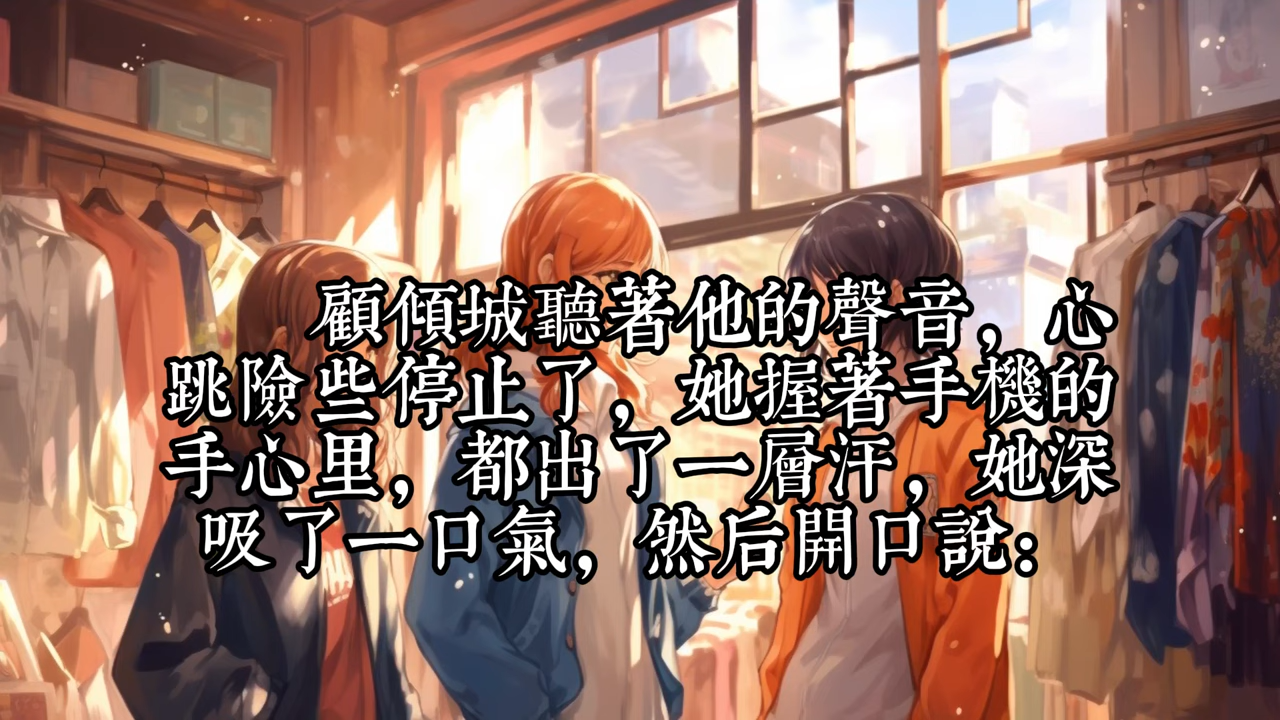 顧傾城聽著他的聲音，心
跳險些停止了，她握著手機的
手心里，都出了一層汗，她深
吸了一口氣，然后開口說：